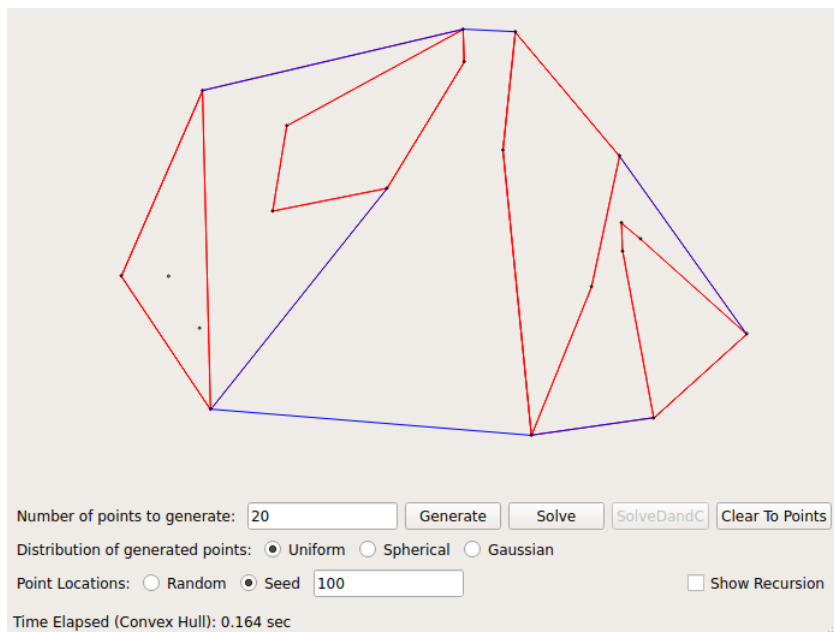 Number of points to generate: 20 Generate Solve SolveDandC Clear To Points
Distribution of generated points: Uniform Spherical Gaussian
Point Locations: Random Seed 100 Show Recursion
Time Elapsed (Convex Hull): 0.164 sec